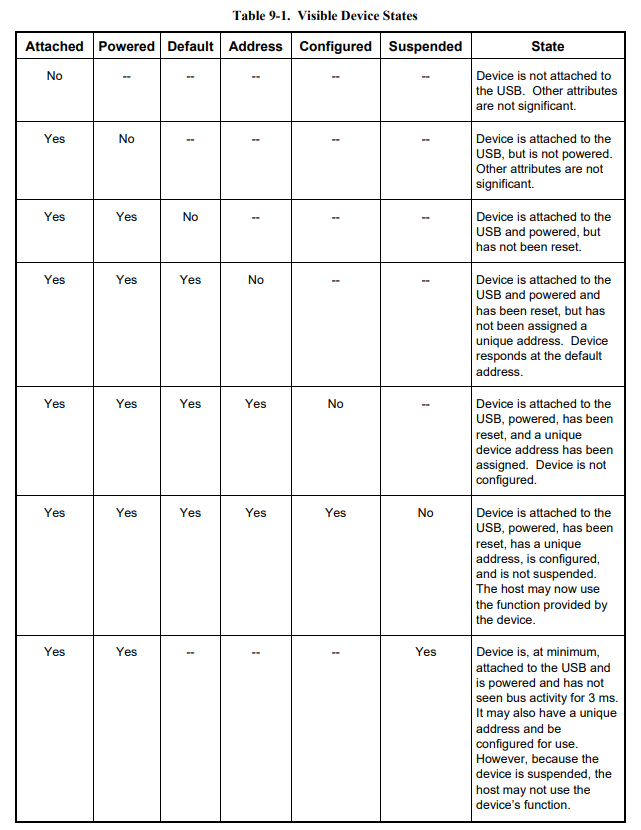 Table 9-1. Visible Device States
Attached Powered Default Address Configured Suspended State
No -- -- -- -- -- Device is not attached to
the USB. Other attributes
are not significant.
Yes No -- -- -- -- Device is attached to the
USB, but is not powered.
Other attributes are not
significant.
Yes Yes No -- -- -- Device is attached to the
USB and powered, but
has not been reset.
Yes Yes Yes No -- -- Device is attached to the
USB and powered and
has been reset, but has
not been assigned a
unique address. Device
responds at the default
address.
Yes Yes Yes Yes No -- Device is attached to the
USB, powered, has been
reset, and a unique
device address has been
assigned. Device is not
configured.
Yes Yes Yes Yes Yes No Device is attached to the
USB, powered, has been
reset, has a unique
address, is configured,
and is not suspended.
The host may now use
the function provided by
the device.
Yes Yes -- -- -- Yes Device is, at minimum,
attached to the USB and
is powered and has not
seen bus activity for 3 ms.
It may also have a unique
address and be
configured for use.
However, because the
device is suspended, the
host may not use the
device’s function.